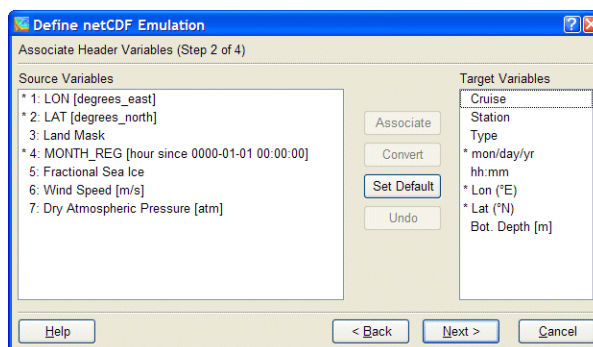 Define netCDF Emulation
Associate Header Variables (Step 2 of 4)
Source Variables
* 1: LON [degrees_east]
* 2: LAT [degrees_north]
3: Land Mask
* 4: MONTH_REG [hour since 0000-01-01 00:00:00]
5: Fractional Sea Ice
6: Wind Speed [m/s]
7: Dry Atmospheric Pressure [atm]
Associate
Convert
Set Default
Undo
Target Variables
Cruise
Station
Type
* mon/day/yr
hh:mm
* Lon (°E)
* Lat (°N)
Bot. Depth [m]
Help
< Back
Next >
Cancel